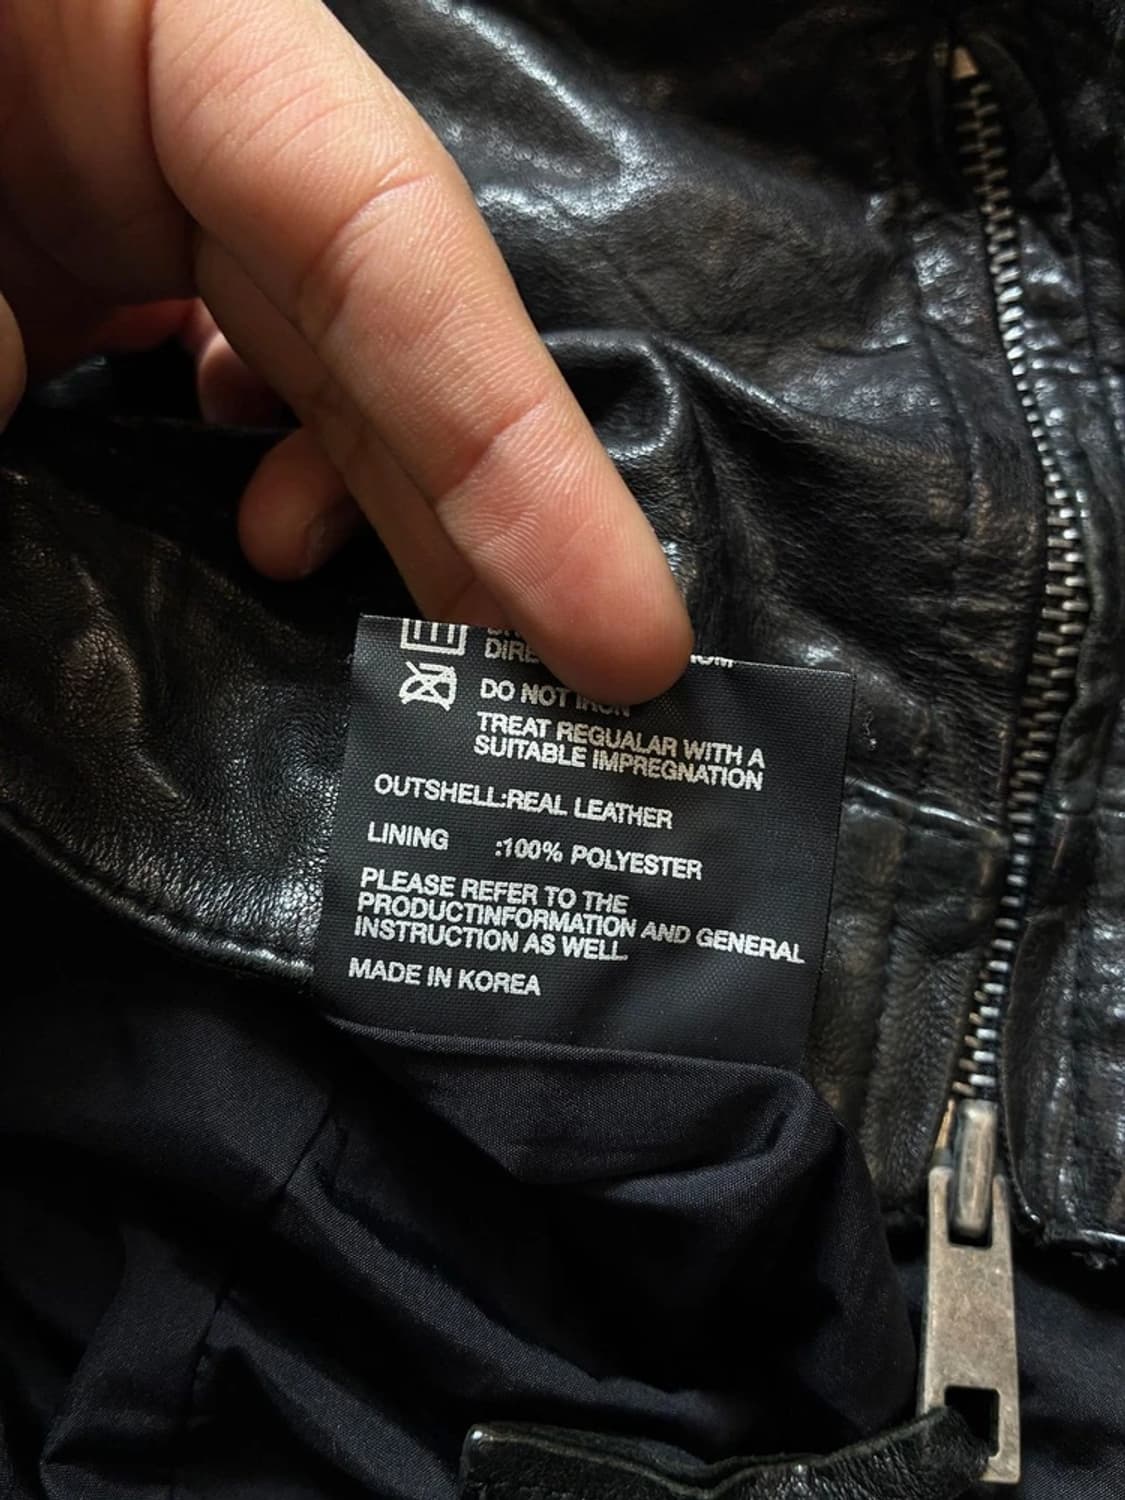 DO NOT IRON
TREAT REGUALAR WITH A
SUITABLE IMPREGNATION
OUTSHELL:REAL LEATHER
LINING :100% POLYESTER
PLEASE REFER TO THE
PRODUCTINFORMATION AND GENERAL
INSTRUCTION AS WELL.
MADE IN KOREA